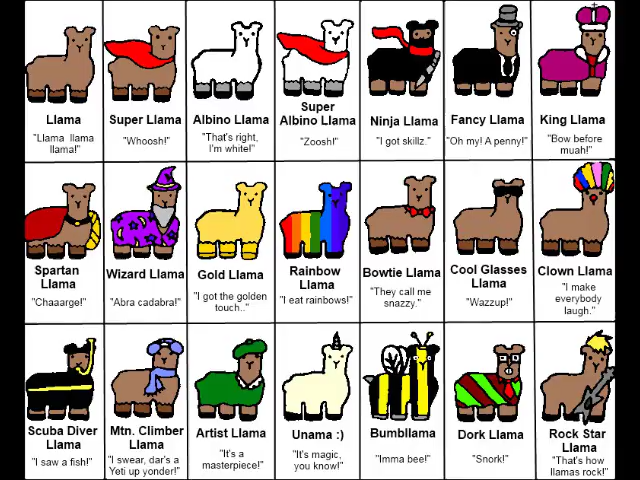 Llama
"Llama llama
llama!"
Super Llama
"Whoosh!"
Albino Llama
"That's right,
I'm white!"
Super
Albino Llama
"Zoosh!"
Ninja Llama
"I got skillz."
Fancy Llama
"Oh my! A penny!"
King Llama
"Bow before
muah!"
Spartan
Llama
"Chaaarge!"
Wizard Llama
"Abra cadabra!"
Gold Llama
"I got the golden
touch.."
Rainbow
Llama
"I eat rainbows!"
Bowtie Llama
"They call me
snazzy."
Cool Glasses
Llama
"Wazzup!"
Clown Llama
"I make
everybody
laugh."
Scuba Diver
Llama
"I saw a fish!"
Mtn. Climber
Llama
"I swear, dar's a
Yeti up yonder!"
Artist Llama
"It's a
masterpiece!"
Unama :)
"It's magic,
you know!"
Bumbllama
"Imma bee!"
Dork Llama
"Snork!"
Rock Star
Llama
"That's how
llamas rock!"